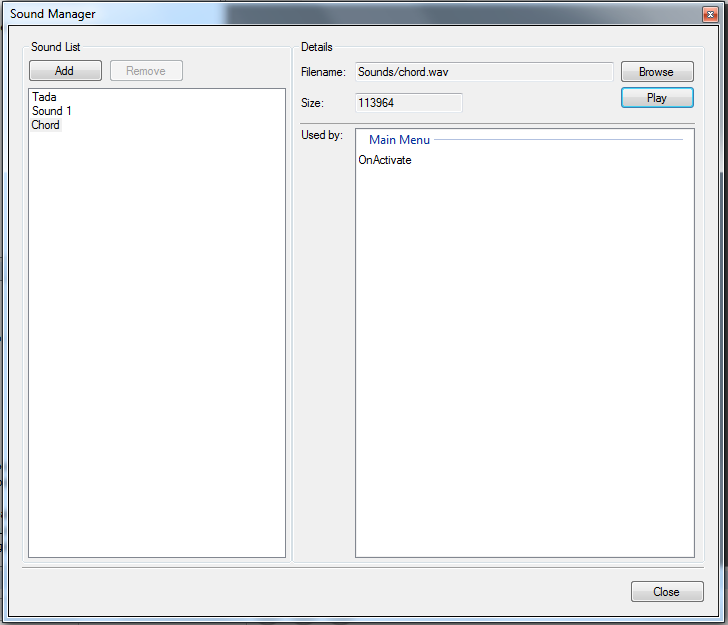 Sound Manager
Sound List
Add
Remove
Tada
Sound 1
Chord
Details
Filename:
Sounds/chord.wav
Browse
Size:
113964
Play
Used by:
Main Menu
OnActivate
Close